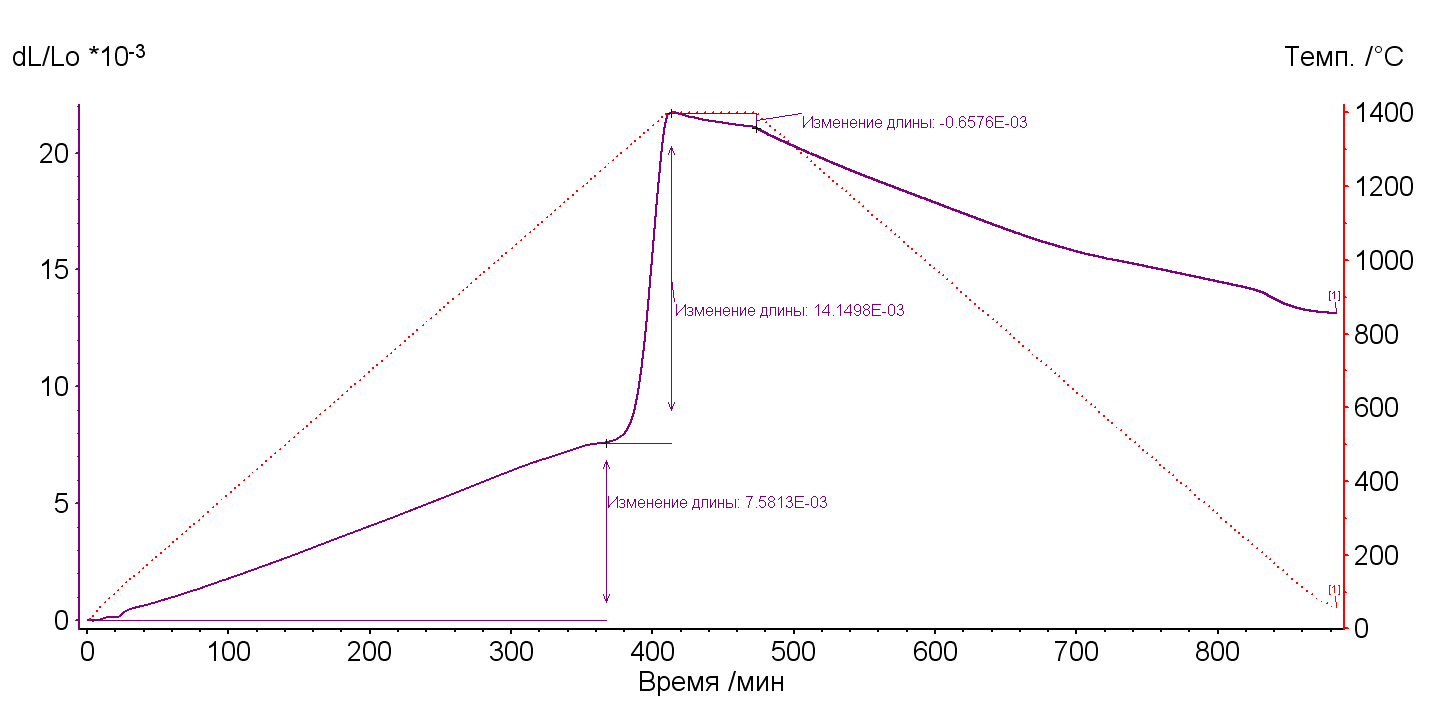 dL/Lo *10-3
Темп. /°C
Изменение длины: -0.6576E-03
Изменение длины: 14.1498E-03
Изменение длины: 7.5813E-03
[1]
[1]
20
15
10
5
0
1400
1200
1000
800
600
400
200
0
0 100 200 300 400 500 600 700 800
Время /мин